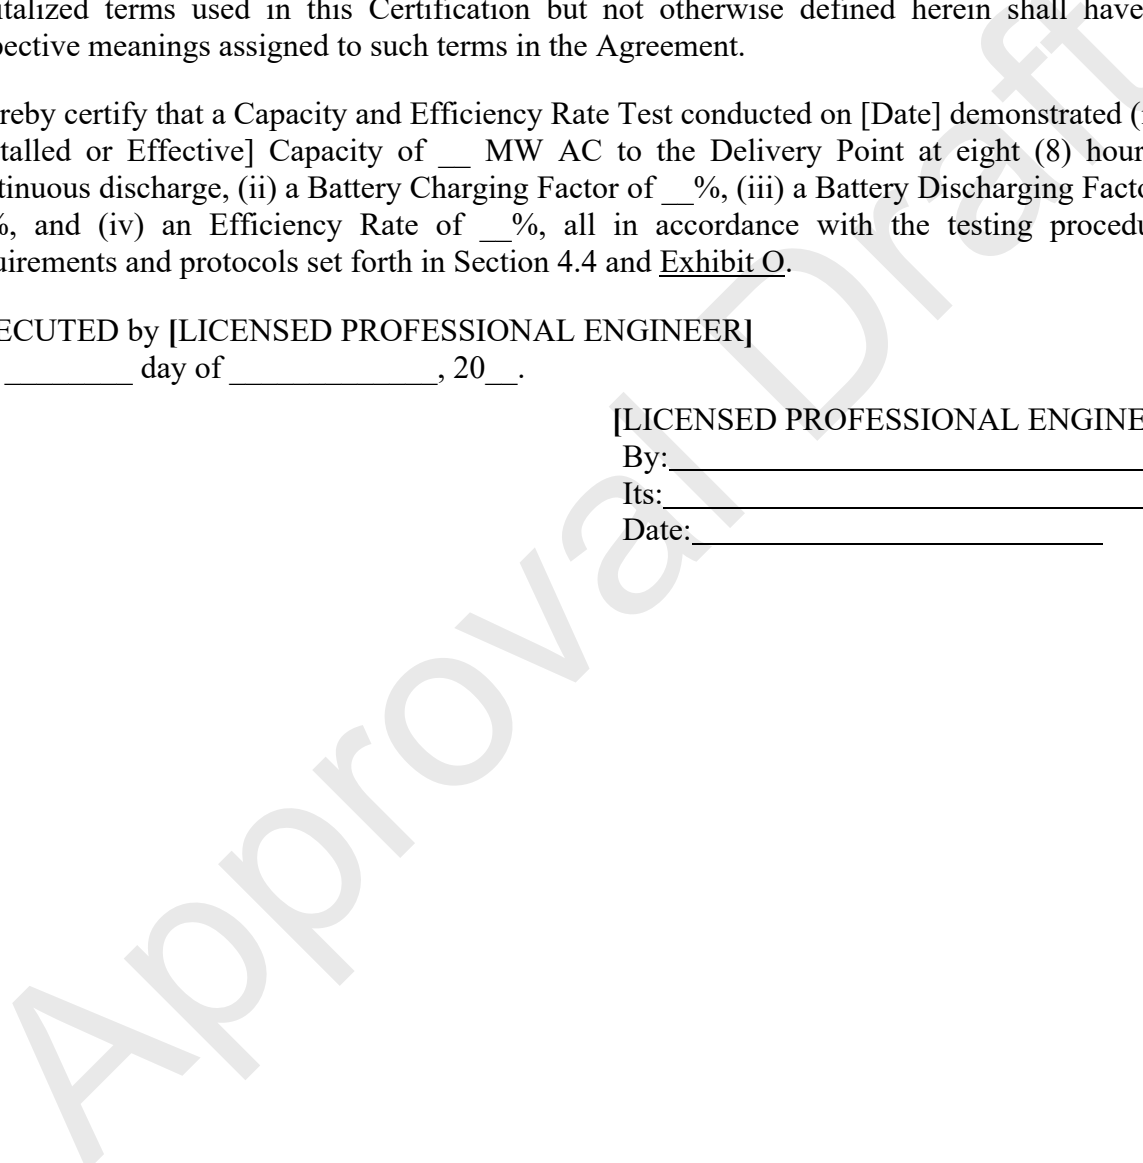 italized terms used in this Certification but not otherwise defined herein shall have
pective meanings assigned to such terms in the Agreement.
reby certify that a Capacity and Efficiency Rate Test conducted on [Date] demonstrated (
talled or Effective] Capacity of __ MW AC to the Delivery Point at eight (8) hour
tinuous discharge, (ii) a Battery Charging Factor of __%, (iii) a Battery Discharging Facto
%, and (iv) an Efficiency Rate of __%, all in accordance with the testing procedu
uirements and protocols set forth in Section 4.4 and Exhibit O.
ECUTED by [LICENSED PROFESSIONAL ENGINEER]
________ day of _____________, 20__.
[LICENSED PROFESSIONAL ENGINE
By:
Its:
Date:
Approval Draft